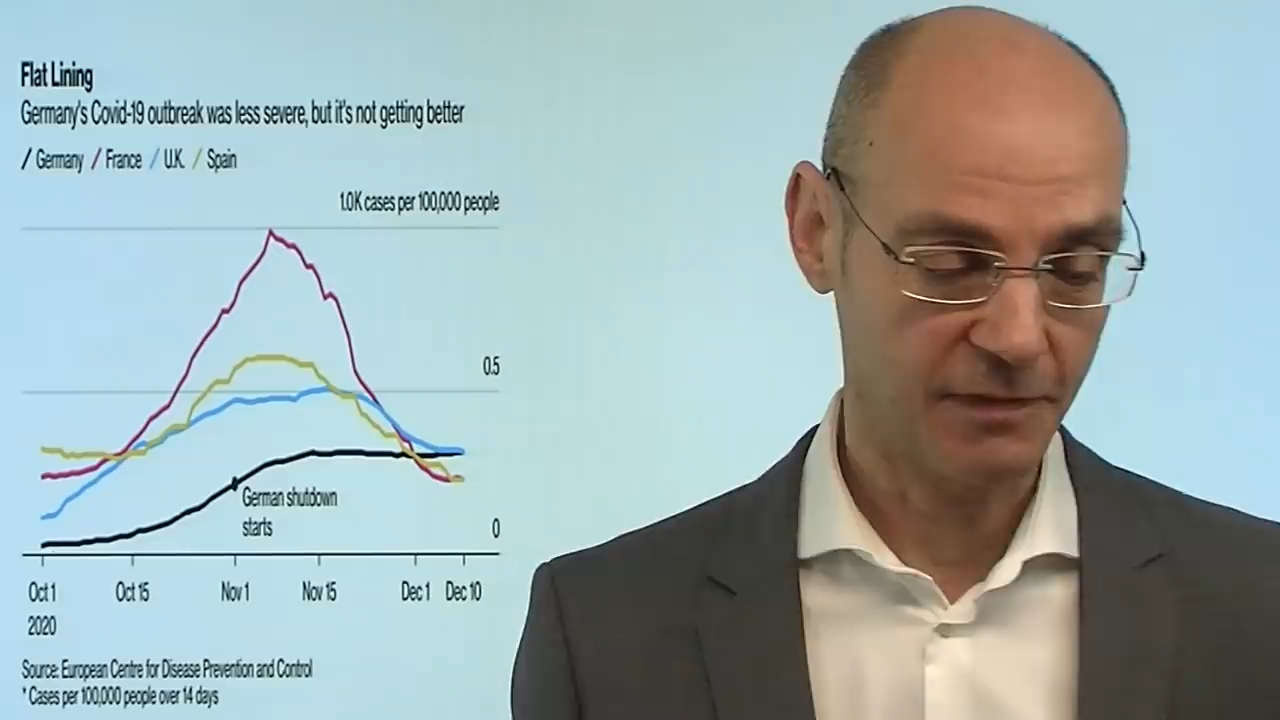 Flat Lining
Germany's Covid-19 outbreak was less severe, but it's not getting better
/ Germany / France / U.K. / Spain
1.0K cases per 100,000 people
0.5
German shutdown
starts
0
Oct 1 Oct 15 Nov 1 Nov 15 Dec 1 Dec 10
2020
Source: European Centre for Disease Prevention and Control
* Cases per 100,000 people over 14 days